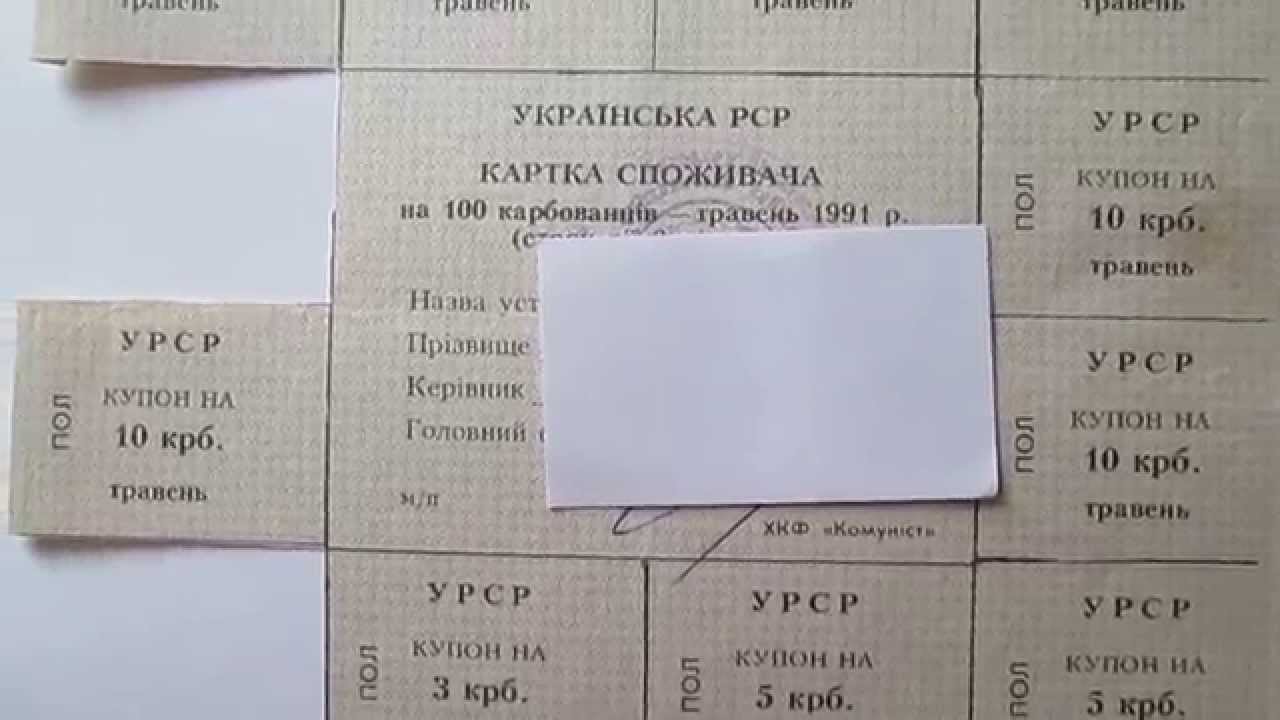 травень
травень
травень
травень
УКРАЇНСЬКА РСР
КАРТКА СПОЖИВАЧА
на 100 карбованців — травень 1991 р.
Назва
Прізвище
Керівник
Головний
м/п
ХКФ «Комуніст»
УРСР
ПОЛ
КУПОН НА
10 крб.
травень
УРСР
ПОЛ
КУПОН НА
10 крб.
травень
УРСР
ПОЛ
КУПОН НА
10 крб.
травень
УРСР
ПОЛ
КУПОН НА
3 крб.
УРСР
ПОЛ
КУПОН НА
5 крб.
УРСР
ПОЛ
КУПОН НА
5 крб.